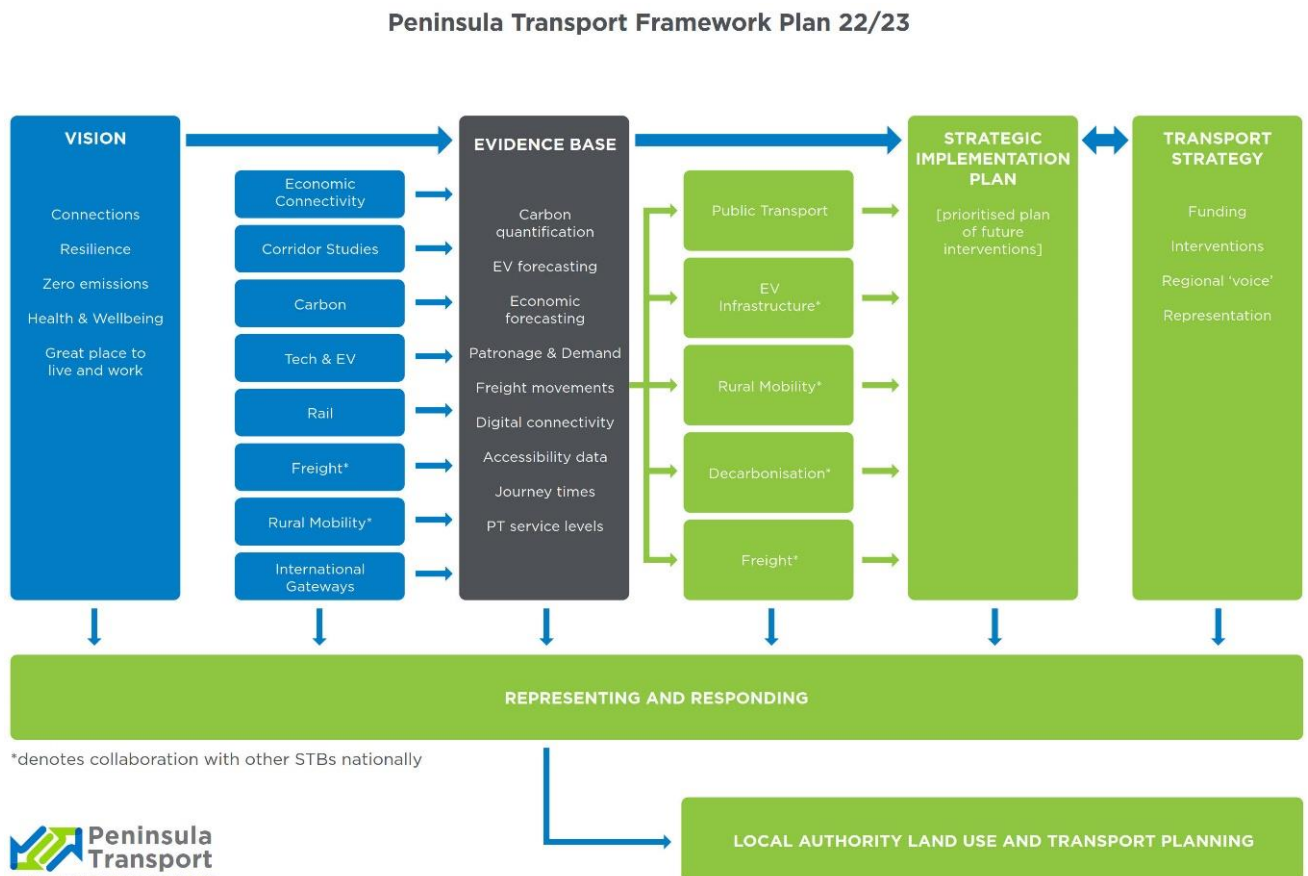 Peninsula Transport Framework Plan 22/23
VISION
Connections
Resilience
Zero emissions
Health & Wellbeing
Great place to
live and work
Economic
Connectivity
Corridor Studies
Carbon
Tech & EV
Rail
Freight*
Rural Mobility*
International
Gateways
EVIDENCE BASE
Carbon
quantification
EV forecasting
Economic
forecasting
Patronage & Demand
Freight movements
Digital connectivity
Accessibility data
Journey times
PT service levels
Public Transport
EV
Infrastructure*
Rural Mobility*
Decarbonisation*
Freight*
STRATEGIC
IMPLEMENTATION
PLAN
[prioritised plan
of future
interventions]
TRANSPORT
STRATEGY
Funding
Interventions
Regional ‘voice’
Representation
REPRESENTING AND RESPONDING
*denotes collaboration with other STBs nationally
Peninsula
Transport
LOCAL AUTHORITY LAND USE AND TRANSPORT PLANNING